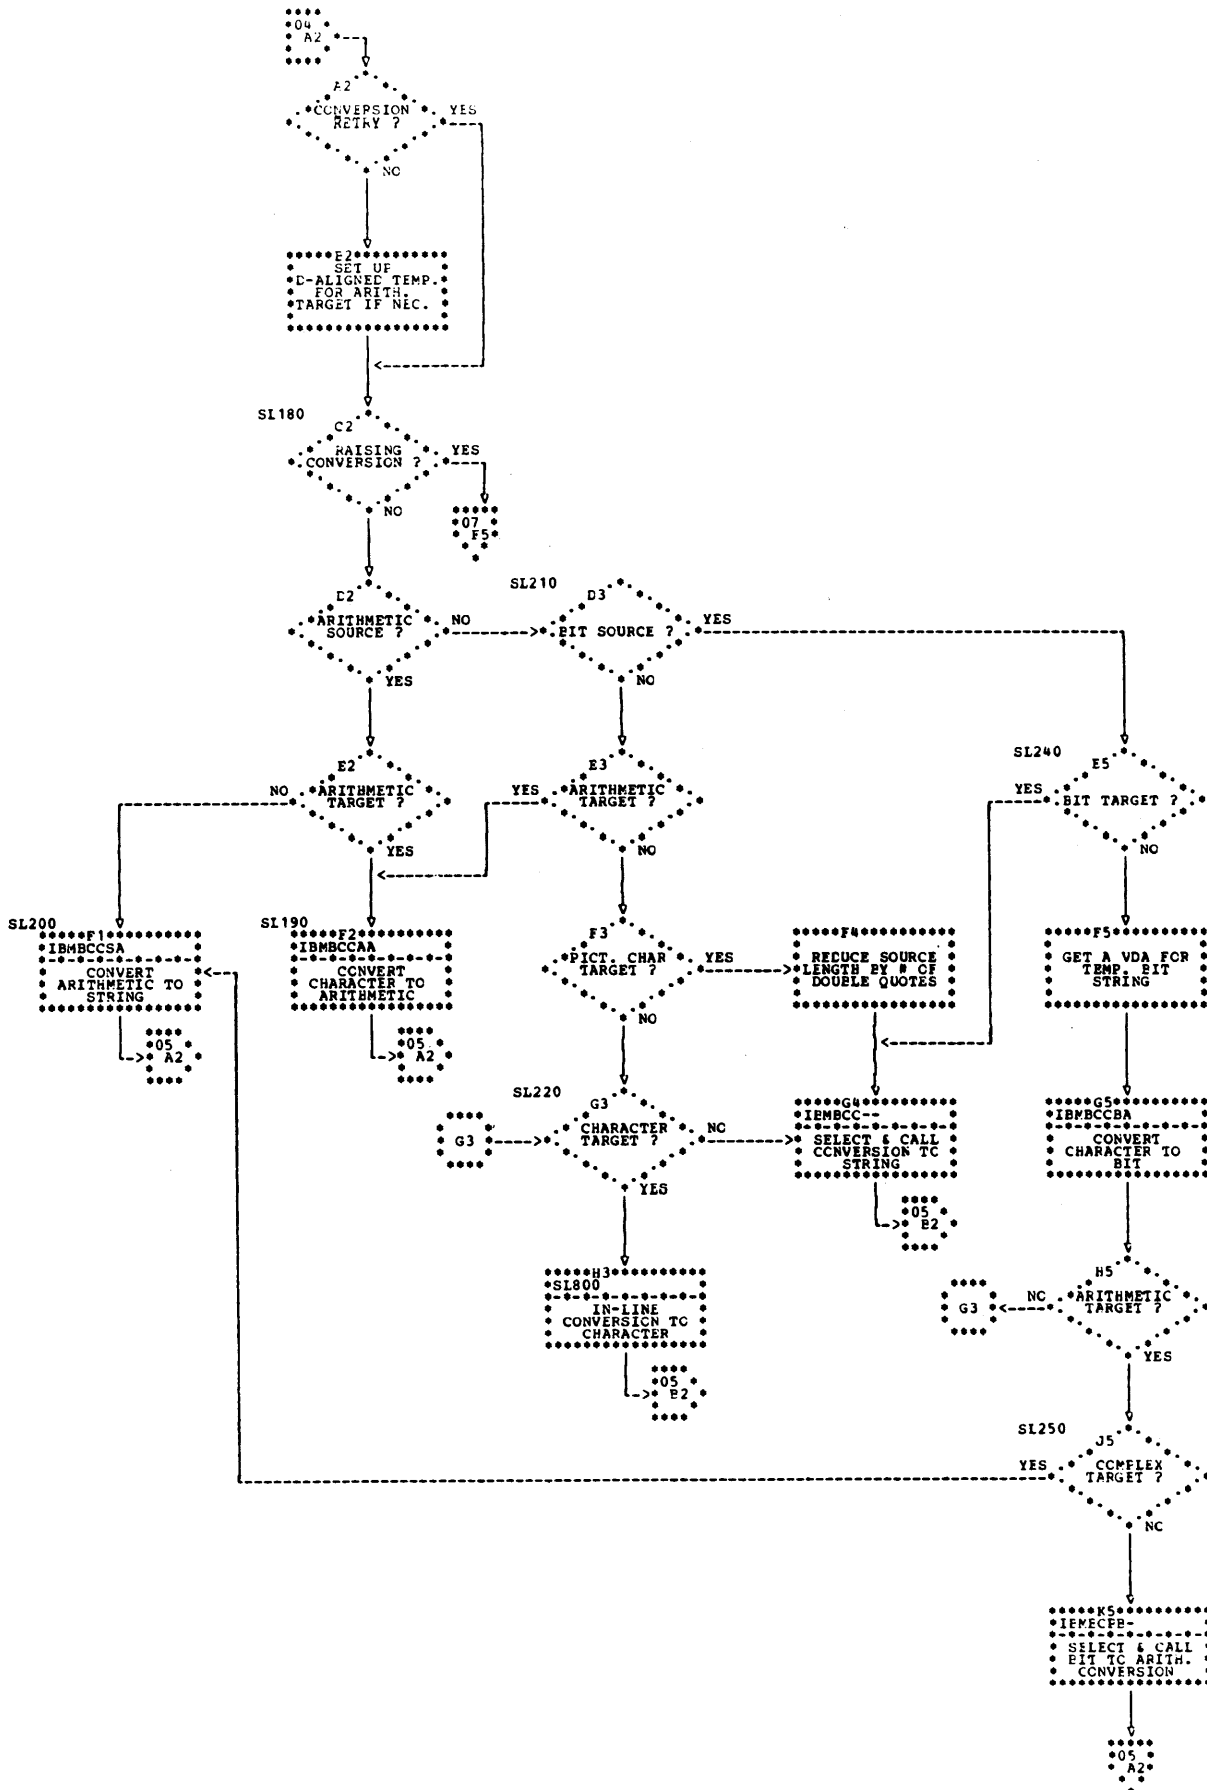 04
A2
A2
CONVERSION
RETRY ?
YES
NO
B2
SET UP
D-ALIGNED TEMP.
FOR ARITH.
TARGET IF NEC.
SL180
C2
RAISING
CONVERSION ?
YES
NO
07
F5
D2
ARITHMETIC
SOURCE ?
NO
YES
SL210
D3
BIT SOURCE ?
YES
NO
E2
ARITHMETIC
TARGET ?
NO
YES
E3
ARITHMETIC
TARGET ?
YES
NO
SL240
E5
BIT TARGET ?
YES
NO
SL200
F1
IBMBCCSA
CONVERT
ARITHMETIC TO
STRING
05
A2
SL190
F2
IBMBCCAA
CONVERT
CHARACTER TO
ARITHMETIC
05
A2
F3
PICT. CHAR
TARGET ?
YES
NO
F4
REDUCE SOURCE
LENGTH BY # OF
DOUBLE QUOTES
F5
GET A VDA FOR
TEMP. BIT
STRING
SL220
G3
G3
CHARACTER
TARGET ?
NO
YES
G4
IBMBCC--
SELECT & CALL
CONVERSION TO
STRING
05
B2
G5
IBMBCCBA
CONVERT
CHARACTER TO
BIT
H3
SL800
IN-LINE
CONVERSION TO
CHARACTER
05
B2
G3
NO
H5
ARITHMETIC
TARGET ?
YES
SL250
J5
COMPLEX
TARGET ?
YES
NO
K5
SELECT & CALL
BIT TO ARITH.
CONVERSION
05
A2